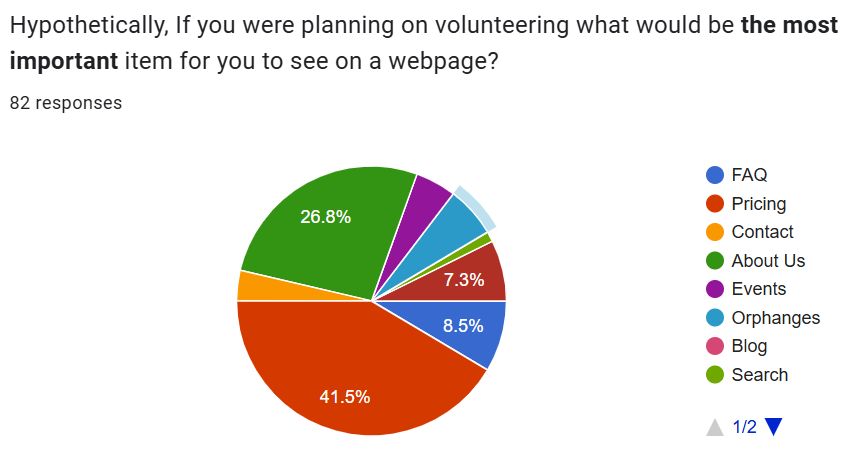 Hypothetically, If you were planning on volunteering what would be the most
important item for you to see on a webpage?
82 responses
26.8%
7.3%
8.5%
41.5%
FAQ
Pricing
Contact
About Us
Events
Orphanges
Blog
Search
1/2